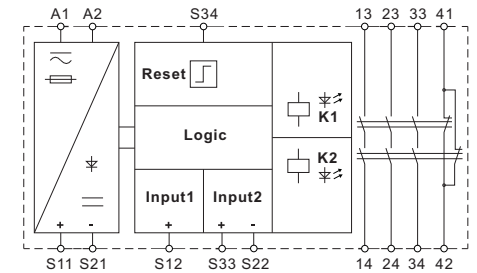 A1 A2 S34 13 23 33 41
Reset
K1
Logic
K2
Input1 Input2
+ - + + -
S11 S21 S12 S33 S22 14 24 34 42